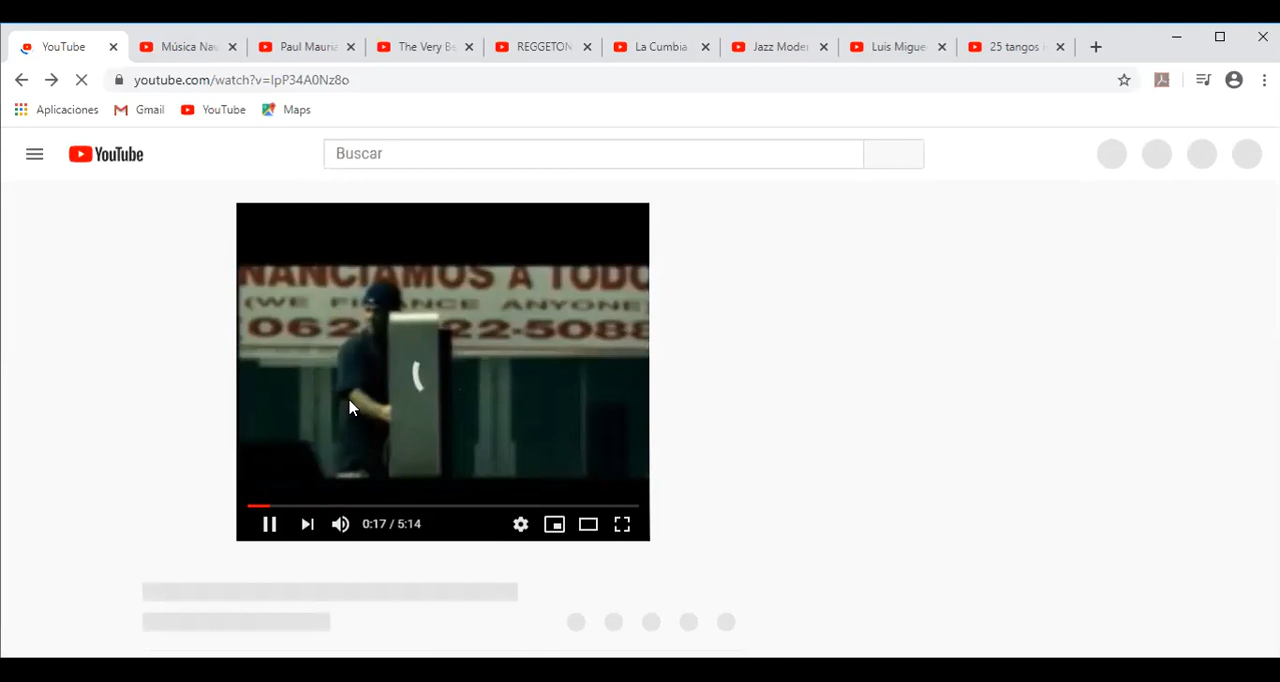 YouTube
Música Nav
Paul Mauria
The Very Be
REGGETON
La Cumbia
Jazz Moder
Luis Migue
25 tangos
youtube.com/watch?v=IpP34A0Nz8o
Aplicaciones
Gmail
YouTube
Maps
YouTube
Buscar
NANCIAMOS A TODO
(WE FINANCE ANYONE)
062
22-5088
0:17 / 5:14